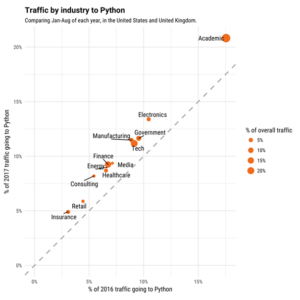 Traffic by industry to Python
Comparing Jan-Aug of each year, in the United States and United Kingdom.
20%
15%
10%
5%
0%
% of 2017 traffic going to Python
Academic
Electronics
Manufacturing
Government
Tech
Finance
Energy
Media
Healthcare
Consulting
Retail
Insurance
0%
5%
10%
15%
% of 2016 traffic going to Python
% of overall traffic
5%
10%
15%
20%